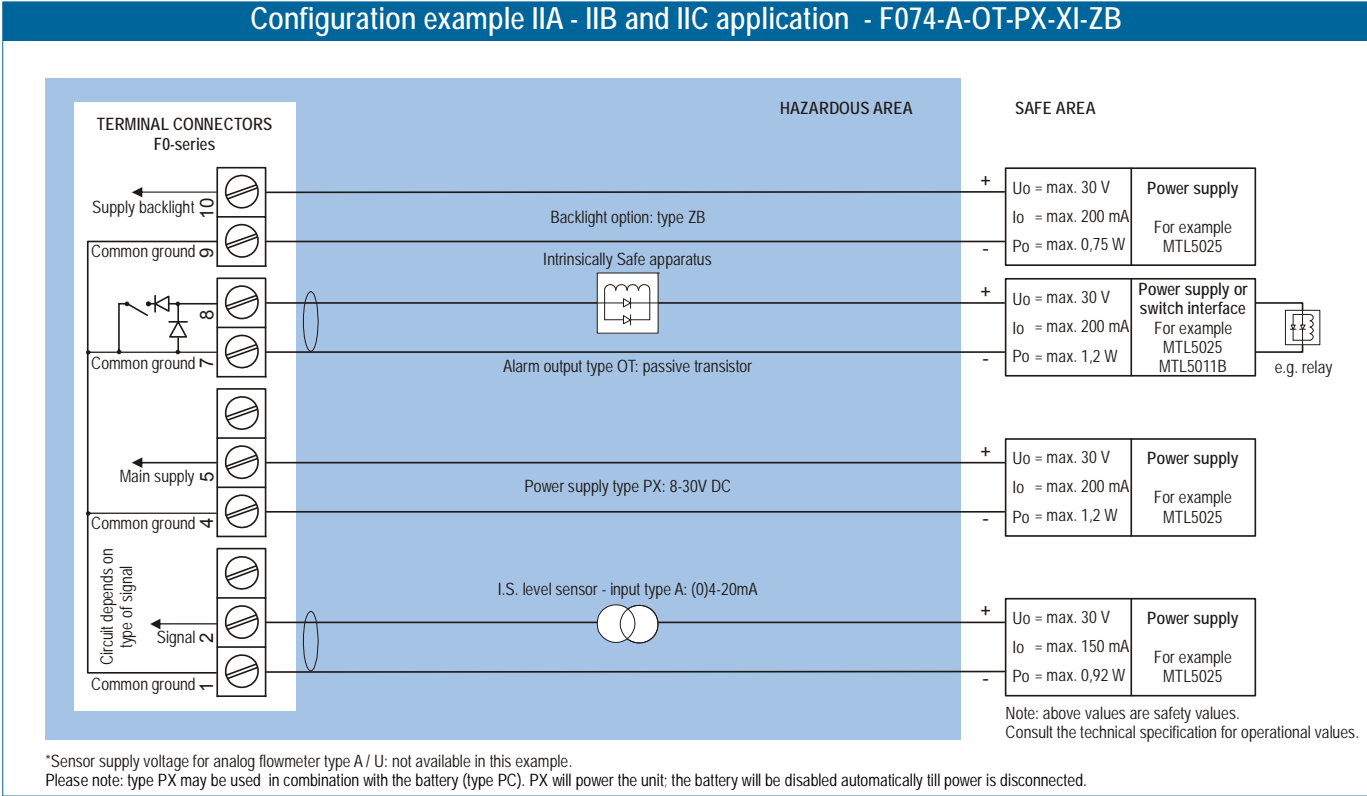 Configuration example IIA - IIB and IIC application - F074-A-OT-PX-XI-ZB
HAZARDOUS AREA
SAFE AREA
TERMINAL CONNECTORS
F0-series
Supply backlight
10
Common ground
9
Backlight option: type ZB
+
-
Uo = max. 30 V
Io = max. 200 mA
Po = max. 0,75 W
Power supply
For example
MTL5025
8
Common ground
7
Intrinsically Safe apparatus
Alarm output type OT: passive transistor
+
-
Uo = max. 30 V
Io = max. 200 mA
Po = max. 1,2 W
Power supply or
switch interface
For example
MTL5025
MTL5011B
e.g. relay
Main supply
5
Common ground
4
Power supply type PX: 8-30V DC
+
-
Uo = max. 30 V
Io = max. 200 mA
Po = max. 1,2 W
Power supply
For example
MTL5025
Circuit depends on
type of signal
Signal
2
Common ground
1
I.S. level sensor - input type A: (0)4-20mA
+
-
Uo = max. 30 V
Io = max. 150 mA
Po = max. 0,92 W
Power supply
For example
MTL5025
Note: above values are safety values.
Consult the technical specification for operational values.
*Sensor supply voltage for analog flowmeter type A / U: not available in this example.
Please note: type PX may be used in combination with the battery (type PC). PX will power the unit; the battery will be disabled automatically till power is disconnected.